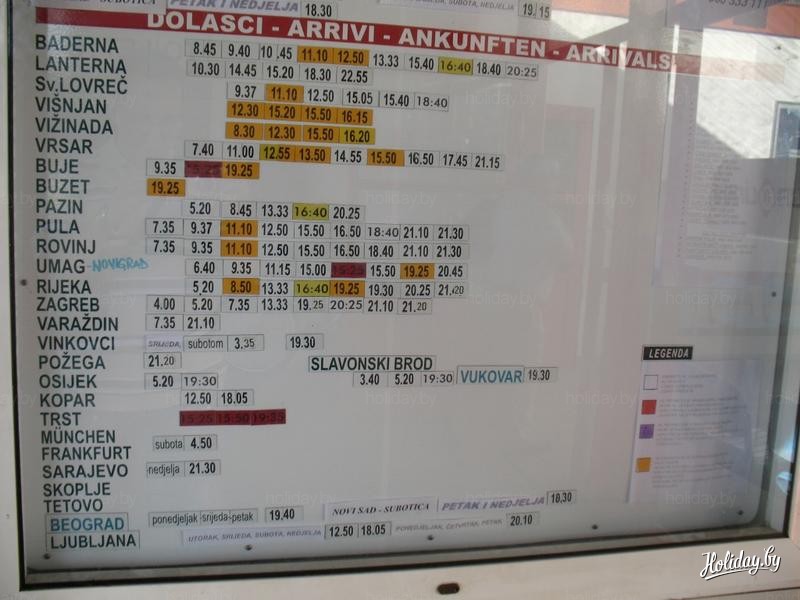 PETAK I NEDJELJA 18.30 SUBOTA, NEDJELJA 19. 15
DOLASCI - ARRIVI - ANKUNFTEN - ARRIVALS
BADERNA 8.45 9.40 10.45 11.10 12.50 13.33 15.40 16:40 18.40 20:25
LANTERNA 10.30 14.45 15.20 18.30 22.55
Sv.LOVREČ 9.37 11.10 12.50 15.05 15.40 18:40
VIŠNJAN 12.30 15.20 15.50 16.15
VIŽINADA 8.30 12.30 15.50 16.20
VRSAR 7.40 11.00 12.55 13.50 14.55 15.50 16.50 17.45 21.15
BUJE 9.35 15:25 19.25
BUZET 19.25
PAZIN 5.20 8.45 13.33 16:40 20.25
PULA 7.35 9.37 11.10 12.50 15.50 16.50 18:40 21.10 21.30
ROVINJ 7.35 9.35 11.10 12.50 15.50 16.50 18.40 21.10 21.30
UMAG -NOVIGRAD 6.40 9.35 11.15 15.00 15:25 15.50 19.25 20.45
RIJEKA 5.20 8.50 13.33 16:40 19.25 19.30 20.25 21.20
ZAGREB 4.00 5.20 7.35 13.33 19.25 20:25 21.10 21.20
VARAŽDIN 7.35 21.10
VINKOVCI SRIJEDA, subotom 3.35 19.30
POŽEGA 21.20 SLAVONSKI BROD
OSIJEK 5.20 19:30 3.40 5.20 19:30 VUKOVAR 19.30
KOPAR 12.50 18.05
TRST 15:25 15:50 19:35
MÜNCHEN
FRANKFURT subota 4.50
SARAJEVO nedjelja 21.30
SKOPLJE
TETOVO
BEOGRAD ponedjeljak srijeda-petak 19,40 NOVI SAD - SUBOTICA PETAK I NEDJELJA 18,30
LJUBLJANA UTORAK, SRIJEDA, SUBOTA, NEDJELJA 12.50 18.05 PONEDJELJAK, ČETVRTAK, PETAK 20.10
LEGENDA
Holiday.by